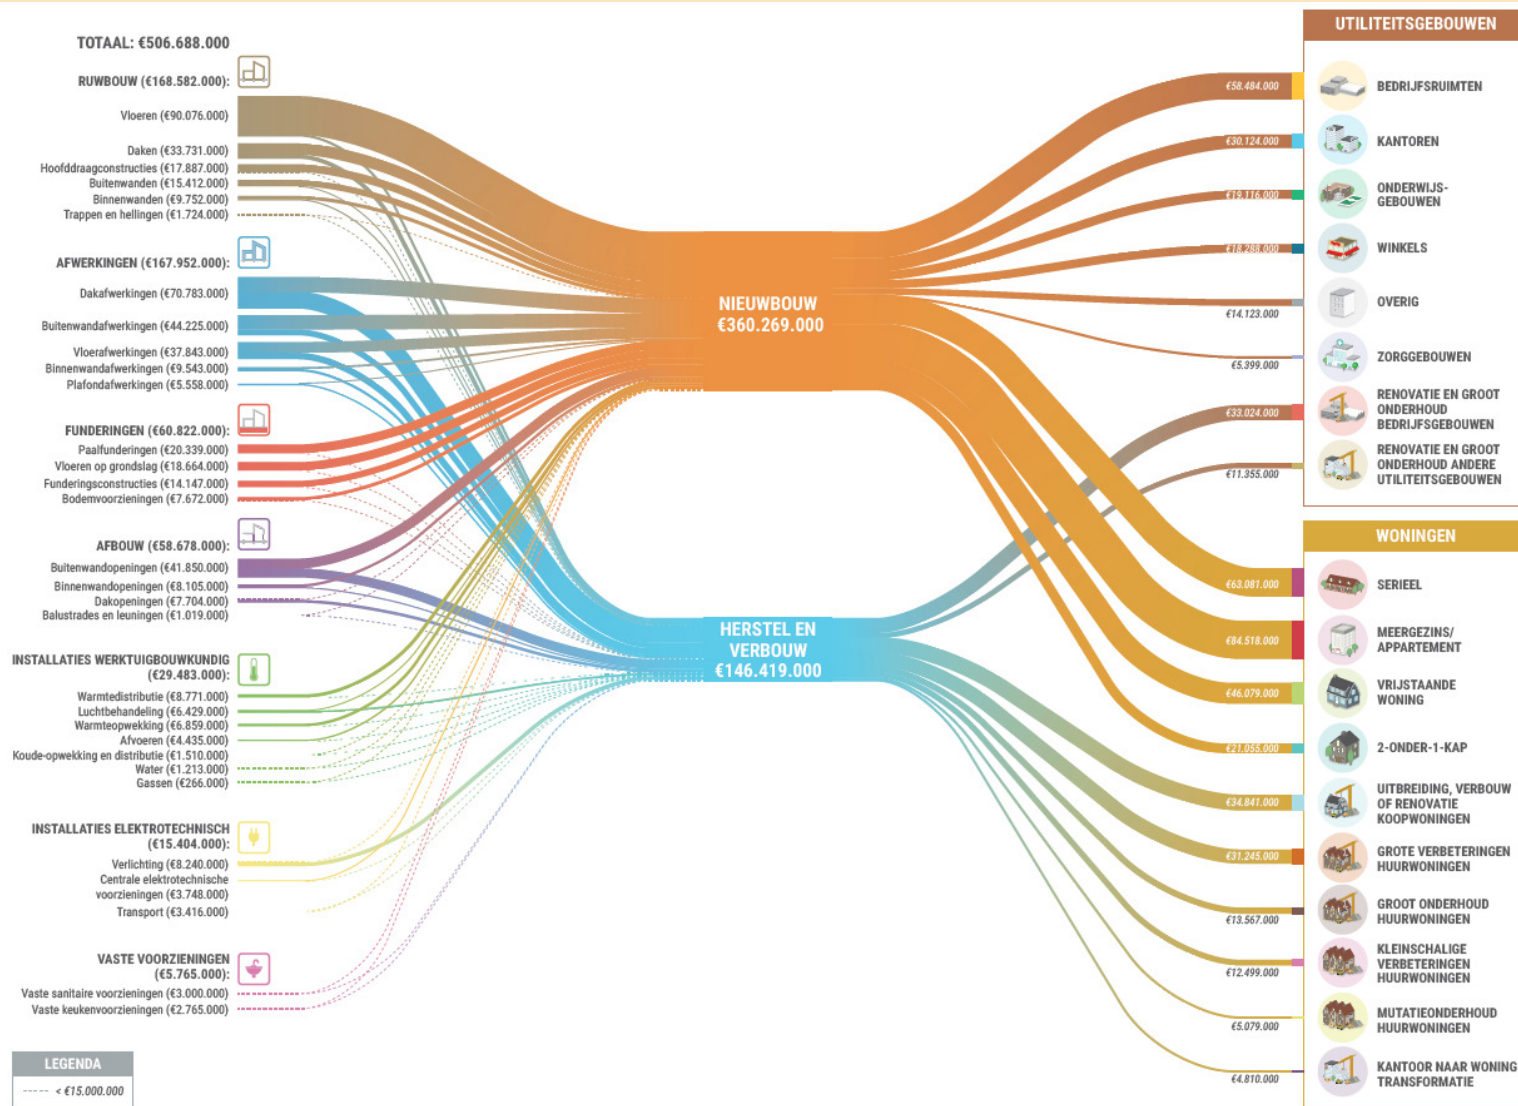 TOTAAL: €506.688.000
RUWBOUW (€168.582.000):
Vloeren (€90.076.000)
Daken (€33.731.000)
Hoofddraagconstructies (€17.887.000)
Buitenwanden (€15.412.000)
Binnenwanden (€9.752.000)
Trappen en hellingen (€1.724.000)
AFWERKINGEN (€167.952.000):
Dakafwerkingen (€70.783.000)
Buitenwandafwerkingen (€44.225.000)
Vloerafwerkingen (€37.843.000)
Binnenwandafwerkingen (€9.543.000)
Plafondafwerkingen (€5.558.000)
FUNDERINGEN (€60.822.000):
Paalfunderingen (€20.339.000)
Vloeren op grondslag (€18.664.000)
Funderingsconstructies (€14.147.000)
Bodemvoorzieningen (€7.672.000)
AFBOUW (€58.678.000):
Buitenwandopeningen (€41.850.000)
Binnenwandopeningen (€8.105.000)
Dakopeningen (€7.704.000)
Balustrades en leuningen (€1.019.000)
INSTALLATIES WERKTUIGBOUWKUNDIG
(€29.483.000):
Warmtedistributie (€8.771.000)
Luchtbehandeling (€6.429.000)
Warmteopwekking (€6.859.000)
Afvoeren (€4.435.000)
Koude-opwekking en distributie (€1.510.000)
Water (€1.213.000)
Gassen (€266.000)
INSTALLATIES ELEKTROTECHNISCH
(€15.404.000):
Verlichting (€8.240.000)
Centrale elektrotechnische
voorzieningen (€3.748.000)
Transport (€3.416.000)
VASTE VOORZIENINGEN
(€5.765.000):
Vaste sanitaire voorzieningen (€3.000.000)
Vaste keukenvoorzieningen (€2.765.000)
LEGENDA
----- < €15.000.000
NIEUWBOUW
€360.269.000
HERSTEL EN
VERBOUW
€146.419.000
UTILITEITSGEBOUWEN
€58.484.000
BEDRIJFSRUIMTEN
€30.124.000
KANTOREN
€19.116.000
ONDERWIJS-
GEBOUWEN
€18.288.000
WINKELS
€14.123.000
OVERIG
€5.399.000
ZORGGEBOUWEN
€33.024.000
RENOVATIE EN GROOT
ONDERHOUD
BEDRIJFSGEBOUWEN
€11.355.000
RENOVATIE EN GROOT
ONDERHOUD ANDERE
UTILITEITSGEBOUWEN
WONINGEN
€63.081.000
SERIEEL
€84.518.000
MEERGEZINS/
APPARTEMENT
€46.079.000
VRIJSTAANDE
WONING
€21.055.000
2-ONDER-1-KAP
€34.841.000
UITBREIDING, VERBOUW
OF RENOVATIE
KOOPWONINGEN
€31.245.000
GROTE VERBETERINGEN
HUURWONINGEN
€13.567.000
GROOT ONDERHOUD
HUURWONINGEN
€12.499.000
KLEINSCHALIGE
VERBETERINGEN
HUURWONINGEN
€5.079.000
MUTATIEONDERHOUD
HUURWONINGEN
€4.810.000
KANTOOR NAAR WONING
TRANSFORMATIE